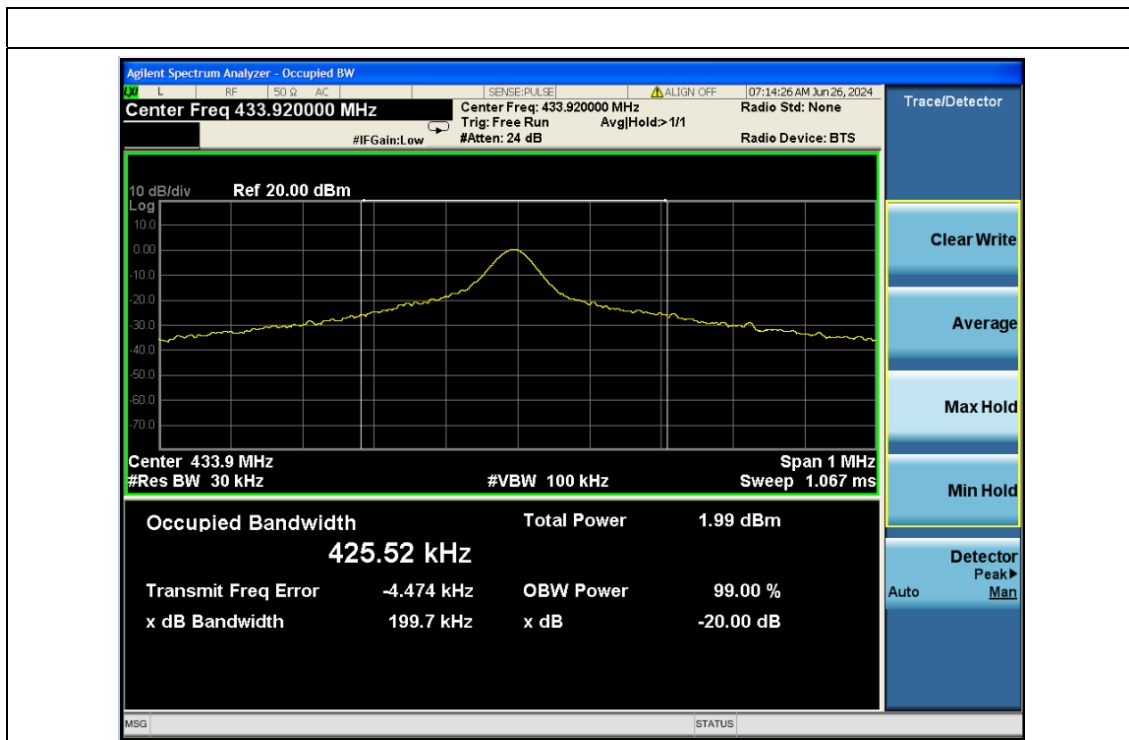 Agilent Spectrum Analyzer - Occupied BW
LXI L RF 50 Ω AC SENSE:PULSE ALIGN OFF 07:14:26 AM Jun 26, 2024
Center Freq 433.920000 MHz
Center Freq: 433.920000 MHz
Radio Std: None
Trig: Free Run Avg|Hold:>1/1
#IFGain:Low
#Atten: 24 dB
Radio Device: BTS
Trace/Detector
10 dB/div Ref 20.00 dBm
Log
10.0
0.00
-10.0
-20.0
-30.0
-40.0
-50.0
-60.0
-70.0
Center 433.9 MHz Span 1 MHz
#Res BW 30 kHz #VBW 100 kHz Sweep 1.067 ms
Clear Write
Average
Max Hold
Min Hold
Detector
Peak▶
Auto Man
Occupied Bandwidth Total Power 1.99 dBm
425.52 kHz
Transmit Freq Error -4.474 kHz OBW Power 99.00 %
x dB Bandwidth 199.7 kHz x dB -20.00 dB
MSG STATUS